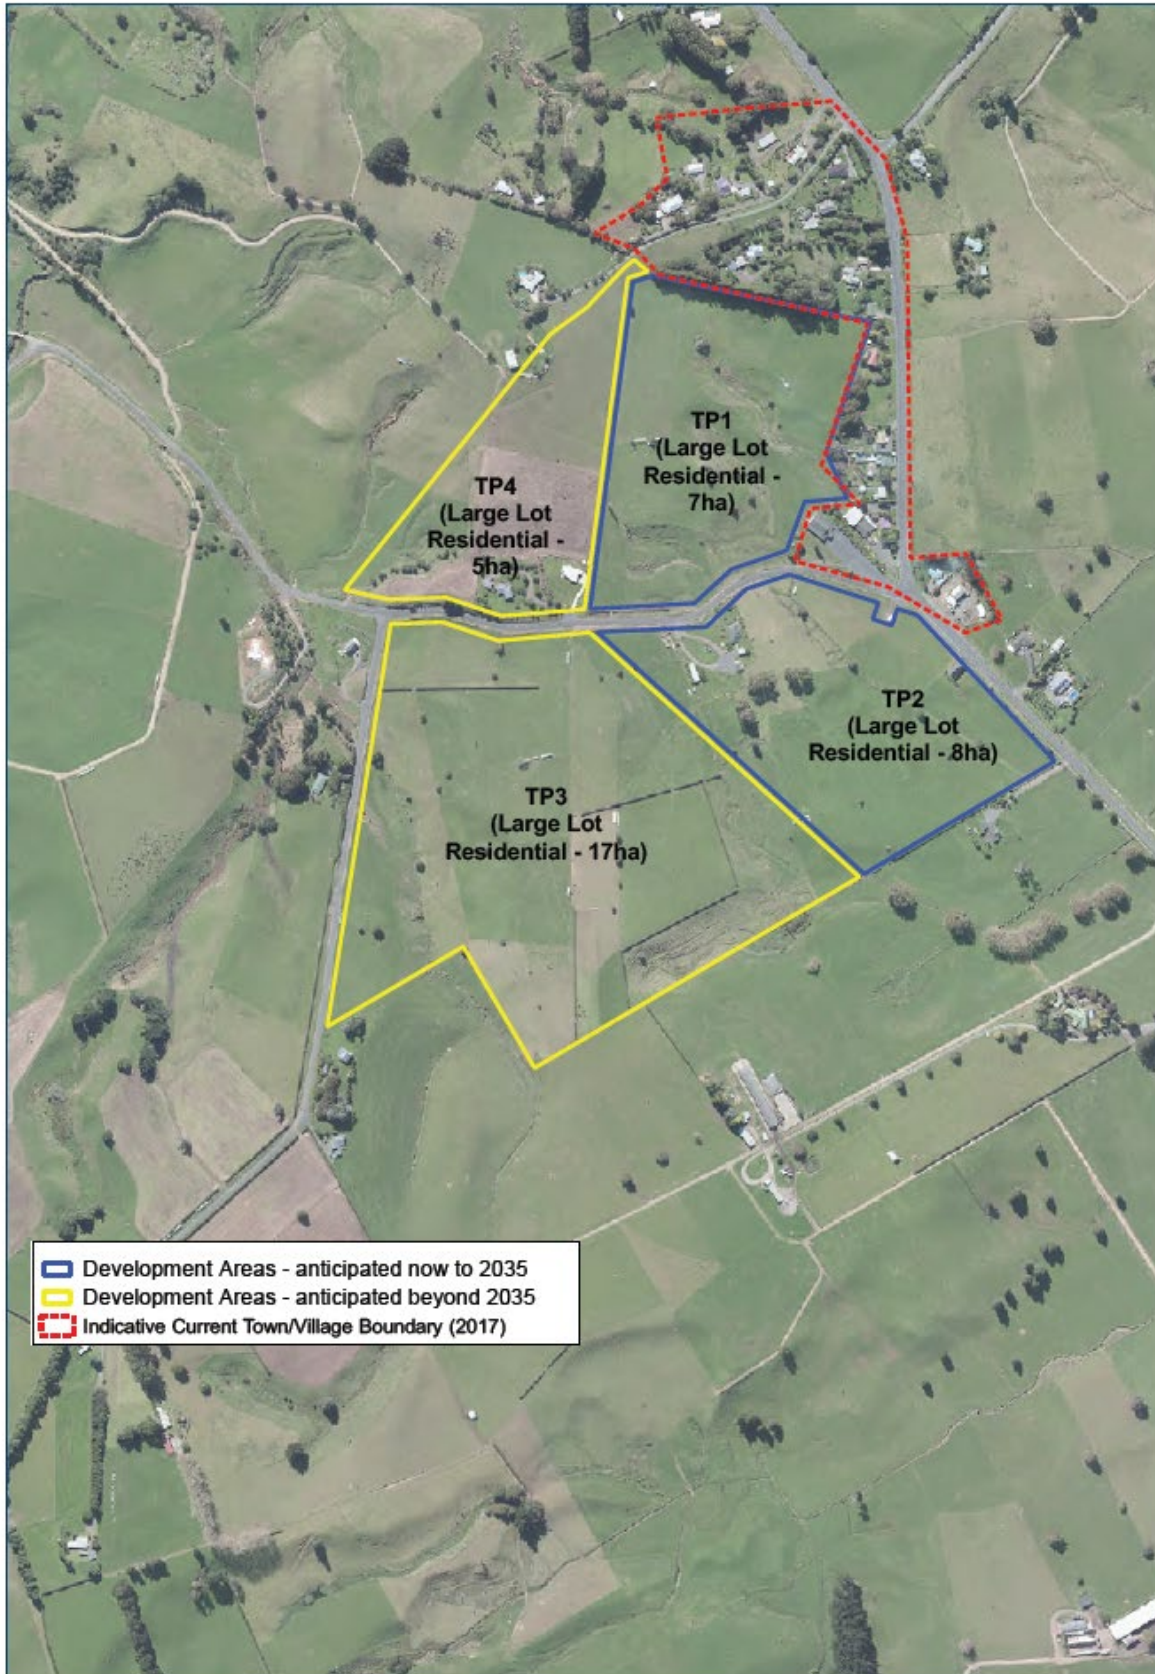 TP1
(Large Lot
Residential -
7ha)
TP4
(Large Lot
Residential -
5ha)
TP2
(Large Lot
Residential - 8ha)
TP3
(Large Lot
Residential - 17ha)
Development Areas - anticipated now to 2035
Development Areas - anticipated beyond 2035
Indicative Current Town/Village Boundary (2017)